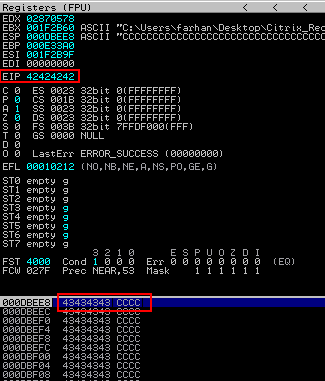 Registers (FPU) < < <
EDX 02870578
EBX 001F2B60 ASCII "C:\Users\farhan\Desktop\Citrix_Rec
ESP 000DBEE8 ASCII "CCCCCCCCCCCCCCCCCCCCCCCCCCCC
EBP 000E33A0
ESI 001F2B9F
EDI 00000000
EIP 42424242
C 0 ES 0023 32bit 0(FFFFFFFF)
P 0 CS 001B 32bit 0(FFFFFFFF)
A 1 SS 0023 32bit 0(FFFFFFFF)
Z 0 DS 0023 32bit 0(FFFFFFFF)
S 0 FS 003B 32bit 7FFDF000(FFF)
T 0 GS 0000 NULL
D 0
O 0 LastErr ERROR_SUCCESS (00000000)
EFL 00010212 (NO,NB,NE,A,NS,PO,GE,G)
ST0 empty g
ST1 empty g
ST2 empty g
ST3 empty g
ST4 empty g
ST5 empty g
ST6 empty g
ST7 empty g
3 2 1 0 E S P U O Z D I
FST 4000 Cond 1 0 0 0 Err 0 0 0 0 0 0 0 0 (EQ)
FCW 027F Prec NEAR,53 Mask 1 1 1 1 1 1
000DBEE8 43434343 CCCC
000DBEEC 43434343 CCCC
000DBEF0 43434343 CCCC
000DBEF4 43434343 CCCC
000DBEF8 43434343 CCCC
000DBEFC 43434343 CCCC
000DBF00 43434343 CCCC
000DBF04 43434343 CCCC
000DBF08 43434343 CCCC